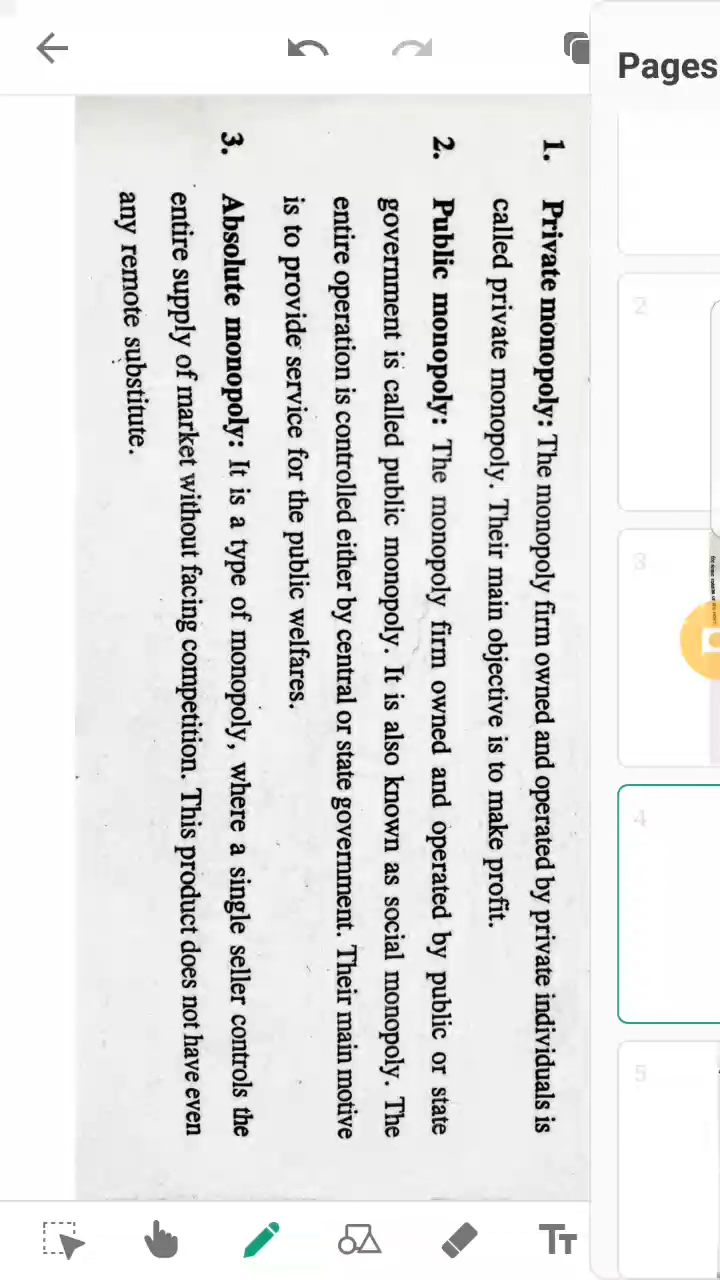 Pages
1. Private monopoly: The monopoly firm owned and operated by private individuals is
called private monopoly. Their main objective is to make profit.
2. Public monopoly: The monopoly firm owned and operated by public or state
government is called public monopoly. It is also known as social monopoly. The
entire operation is controlled either by central or state government. Their main motive
is to provide service for the public welfares.
3. Absolute monopoly: It is a type of monopoly, where a single seller controls the
entire supply of market without facing competition. This product does not have even
any remote substitute.
2
3
4
5
TT